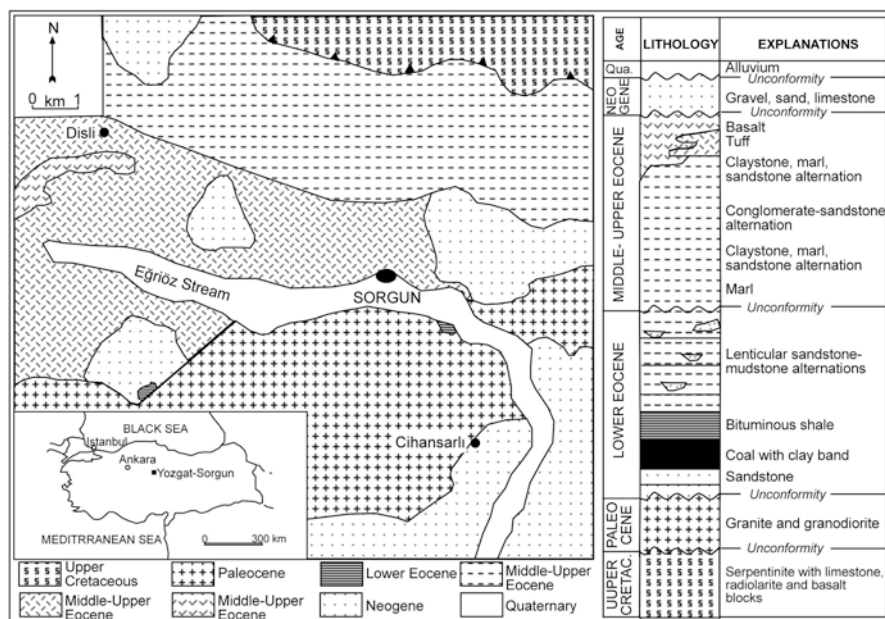 N
0 km 1
Disli
Eğriöz Stream
SORGUN
Cihansarlı
BLACK SEA
Istanbul
Ankara
Yozgat-Sorgun
MEDITRRANEAN SEA
0 300 km
Upper
Cretaceous
Paleocene
Lower Eocene
Middle-Upper
Eocene
Middle-Upper
Eocene
Middle-Upper
Eocene
Neogene
Quaternary
AGE
LITHOLOGY
EXPLANATIONS
Qua.
Alluvium
Unconformity
NEO
GENE
Gravel, sand, limestone
Unconformity
MIDDLE- UPPER EOCENE
Basalt
Tuff
Claystone, marl,
sandstone alternation
Conglomerate-sandstone
alternation
Claystone, marl,
sandstone alternation
Marl
Unconformity
LOWER EOCENE
Lenticular sandstone-
mudstone alternations
Bituminous shale
Coal with clay band
Sandstone
Unconformity
PALEO
CENE
Granite and granodiorite
Unconformity
UUPER
CRETAC.
Serpentinite with limestone,
radiolarite and basalt
blocks